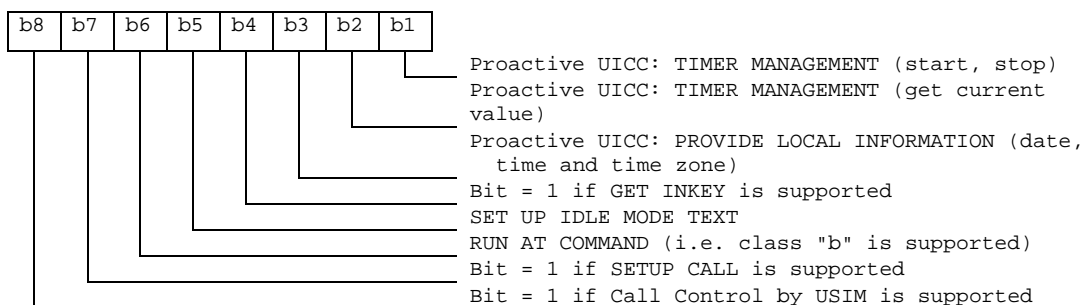 b8 b7 b6 b5 b4 b3 b2 b1
Proactive UICC: TIMER MANAGEMENT (start, stop)
Proactive UICC: TIMER MANAGEMENT (get current
value)
Proactive UICC: PROVIDE LOCAL INFORMATION (date,
time and time zone)
Bit = 1 if GET INKEY is supported
SET UP IDLE MODE TEXT
RUN AT COMMAND (i.e. class "b" is supported)
Bit = 1 if SETUP CALL is supported
Bit = 1 if Call Control by USIM is supported